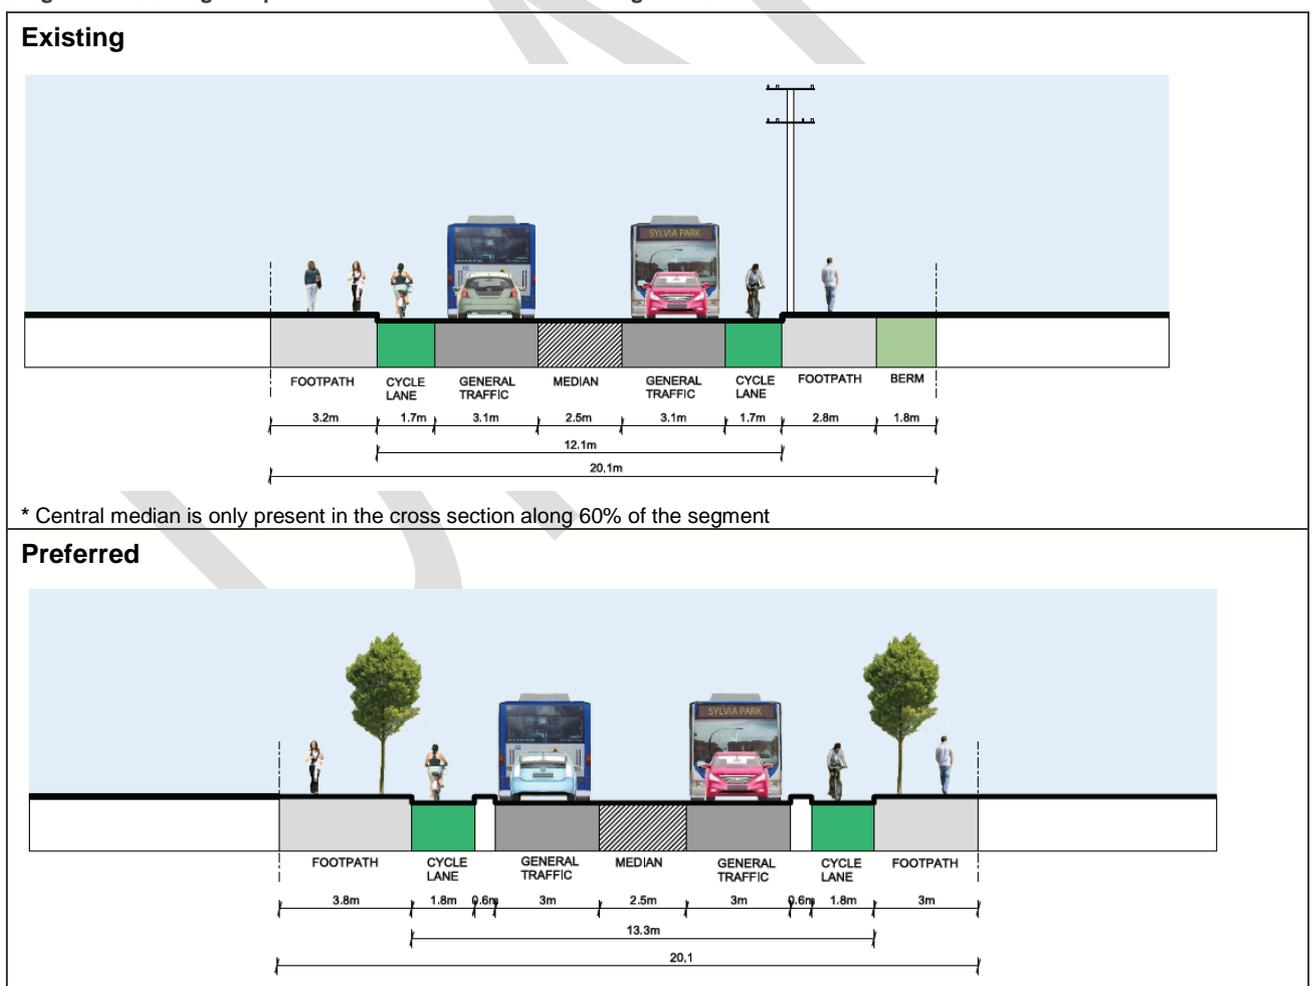 Existing
SYLVIA PARK
FOOTPATH CYCLE LANE GENERAL TRAFFIC MEDIAN GENERAL TRAFFIC CYCLE LANE FOOTPATH BERM
3.2m 1.7m 3.1m 2.5m 3.1m 1.7m 2.8m 1.8m
12.1m
20.1m
* Central median is only present in the cross section along 60% of the segment
Preferred
SYLVIA PARK
FOOTPATH CYCLE LANE GENERAL TRAFFIC MEDIAN GENERAL TRAFFIC CYCLE LANE FOOTPATH
3.8m 1.8m 0.6m 3m 2.5m 3m 0.6m 1.8m 3m
13.3m
20.1